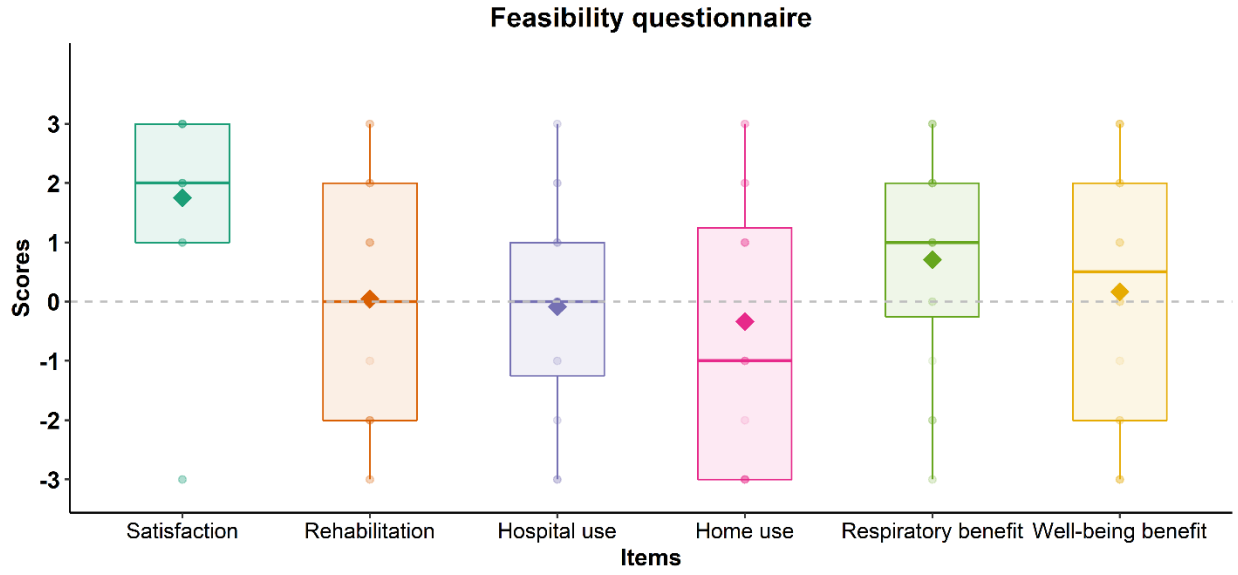 Feasibility questionnaire
Scores
3
2
1
0
-1
-2
-3
Satisfaction Rehabilitation Hospital use Home use Respiratory benefit Well-being benefit
Items